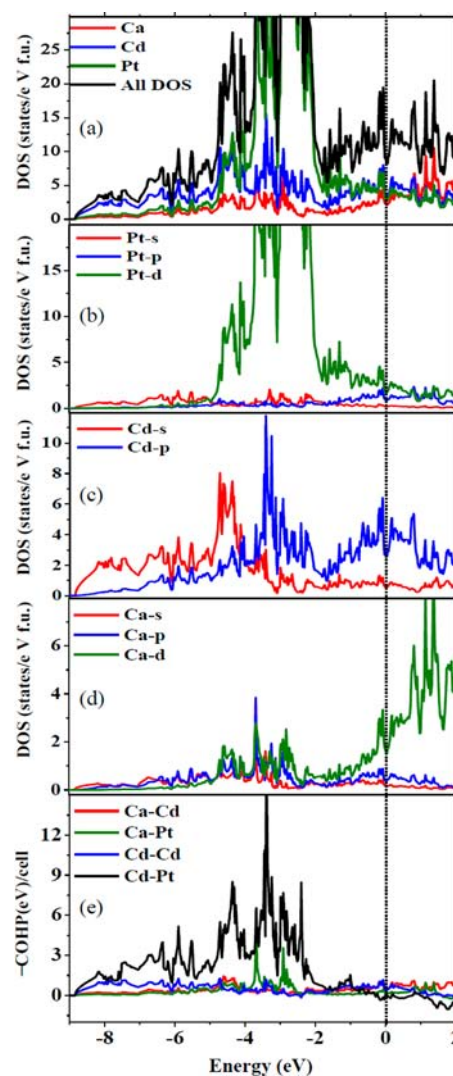 25
20
15
10
5
0
DOS (states/e V f.u.)
Ca
Cd
Pt
All DOS
(a)
15
10
5
0
DOS (states/e V f.u.)
Pt-s
Pt-p
Pt-d
(b)
10
8
6
4
2
0
DOS (states/e V f.u.)
Cd-s
Cd-p
(c)
6
4
2
0
DOS (states/e V f.u.)
Ca-s
Ca-p
Ca-d
(d)
12
9
6
3
0
–COHP(eV)/cell
Ca-Cd
Ca-Pt
Cd-Cd
Cd-Pt
(e)
-8 -6 -4 -2 0 2
Energy (eV)